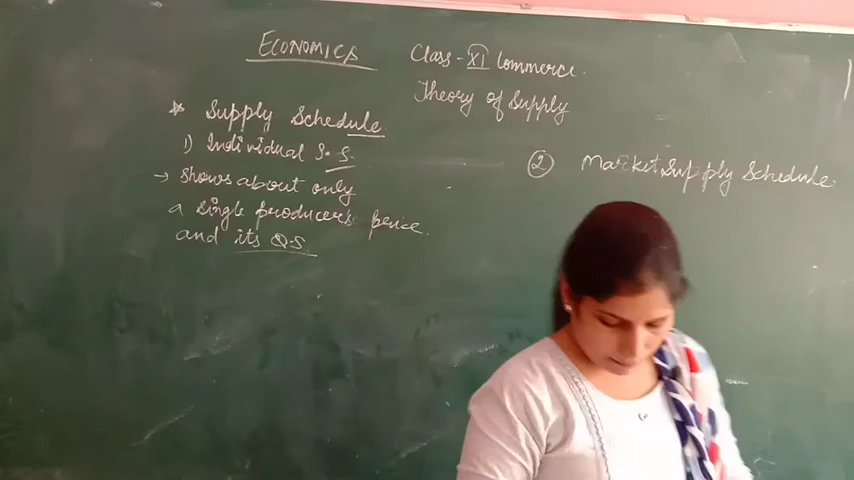 Economics
Class-XI Commerce.
Theory of Supply
* Supply Schedule
1) Individual S.S.
→ Shows about only
a single producer's price.
and its Q.S.
② Market Supply Schedule.